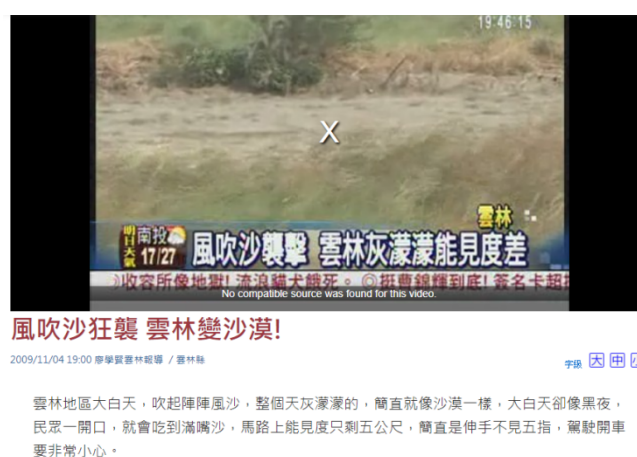 19:46:15
X
雲林
明日天氣 南投 17/27
風吹沙襲擊 雲林灰濛濛能見度差
收容所像地獄! 流浪貓犬餓死。◎挺曹錦輝到底! 簽名卡超
No compatible source was found for this video.
風吹沙狂襲 雲林變沙漠!
2009/11/04 19:00 廖學賢雲林報導 / 雲林縣
字級 大 中
雲林地區大白天，吹起陣陣風沙，整個天灰濛濛的，簡直就像沙漠一樣，大白天卻像黑夜，
民眾一開口，就會吃到滿嘴沙，馬路上能見度只剩五公尺，簡直是伸手不見五指，駕駛開車
要非常小心。